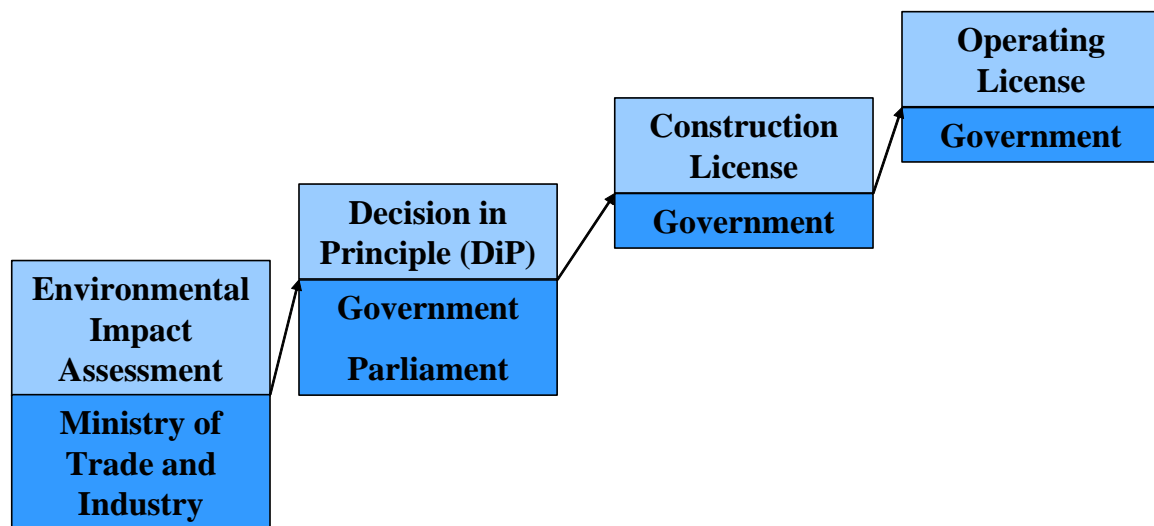 Environmental
Impact
Assessment
Ministry of
Trade and
Industry
Decision in
Principle (DiP)
Government
Parliament
Construction
License
Government
Operating
License
Government